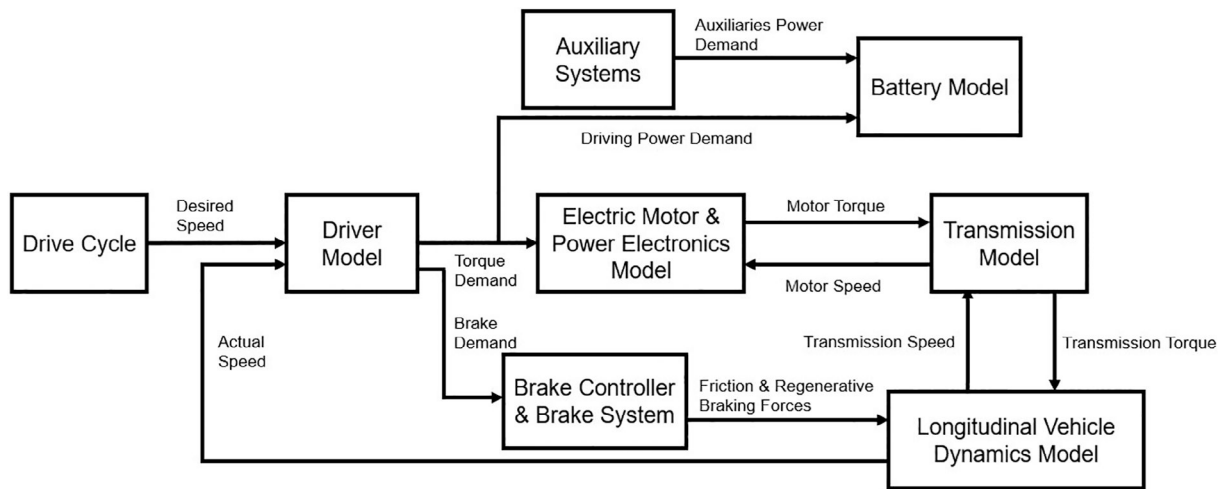 Auxiliary
Systems
Auxiliaries Power
Demand
Battery Model
Driving Power Demand
Drive Cycle
Desired
Speed
Driver
Model
Torque
Demand
Electric Motor &
Power Electronics
Model
Motor Torque
Motor Speed
Transmission
Model
Actual
Speed
Brake
Demand
Brake Controller
& Brake System
Friction & Regenerative
Braking Forces
Transmission Speed
Transmission Torque
Longitudinal Vehicle
Dynamics Model